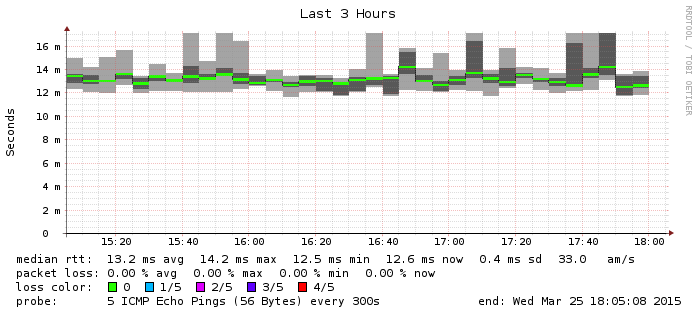 Last 3 Hours
RRDTOOL / TOBI OETIKER
Seconds
16 m
14 m
12 m
10 m
8 m
6 m
4 m
2 m
0
15:20 15:40 16:00 16:20 16:40 17:00 17:20 17:40 18:00
median rtt: 13.2 ms avg 14.2 ms max 12.5 ms min 12.6 ms now 0.4 ms sd 33.0 am/s
packet loss: 0.00 % avg 0.00 % max 0.00 % min 0.00 % now
loss color: 0 1/5 2/5 3/5 4/5
probe: 5 ICMP Echo Pings (56 Bytes) every 300s end: Wed Mar 25 18:05:08 2015